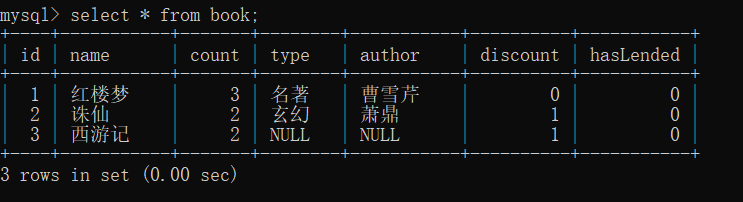 mysql> select * from book;
+----+-----------+-------+--------+-----------+----------+-----------+
| id | name | count | type | author | discount | hasLended |
+----+-----------+-------+--------+-----------+----------+-----------+
| 1 | 红楼梦 | 3 | 名著 | 曹雪芹 | 0 | 0 |
| 2 | 诛仙 | 2 | 玄幻 | 萧鼎 | 1 | 0 |
| 3 | 西游记 | 2 | NULL | NULL | 1 | 0 |
+----+-----------+-------+--------+-----------+----------+-----------+
3 rows in set (0.00 sec)